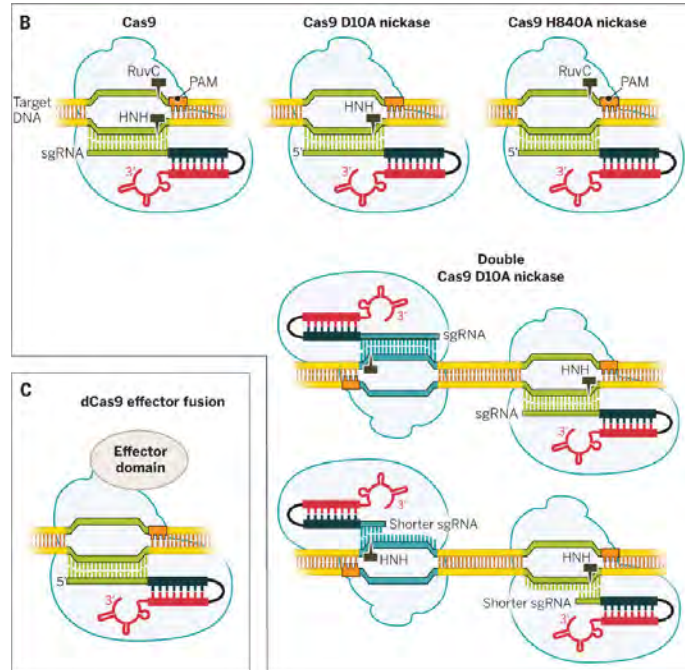 B
Cas9
Cas9 D10A nickase
Cas9 H840A nickase
RuvC
RuvC
PAM
PAM
Target
DNA
HNH
HNH
sgRNA
5'
5'
3'
3'
3'
Double
Cas9 D10A nickase
3'
sgRNA
HNH
sgRNA
3'
C
dCas9 effector fusion
Effector
domain
5'
3'
3'
Shorter sgRNA
HNH
HNH
Shorter sgRNA
3'